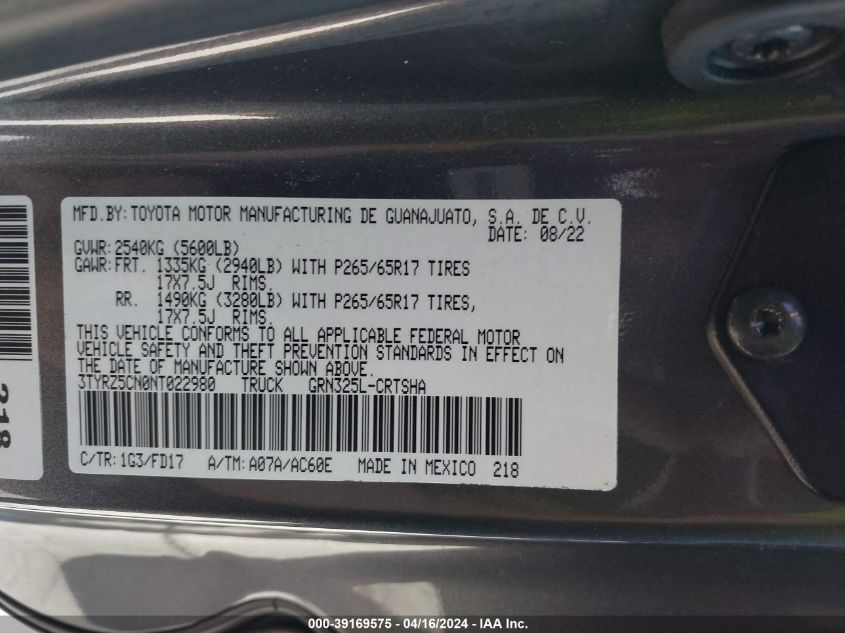 MFD.BY: TOYOTA MOTOR MANUFACTURING DE GUANAJUATO, S.A. DE C.V.
DATE: 08/22
GVWR: 2540KG (5600LB)
GAWR: FRT. 1335KG (2940LB) WITH P265/65R17 TIRES
17X7.5J RIMS.
RR. 1490KG (3280LB) WITH P265/65R17 TIRES,
17X7.5J RIMS.
THIS VEHICLE CONFORMS TO ALL APPLICABLE FEDERAL MOTOR
VEHICLE SAFETY AND THEFT PREVENTION STANDARDS IN EFFECT ON
THE DATE OF MANUFACTURE SHOWN ABOVE.
3TYRZ5CN0NT022980 TRUCK GRN325L-CRTSHA
C/TR: 1G3/FD17 A/TM: A07A/AC60E MADE IN MEXICO 218
218
000-39169575 - 04/16/2024 - IAA Inc.